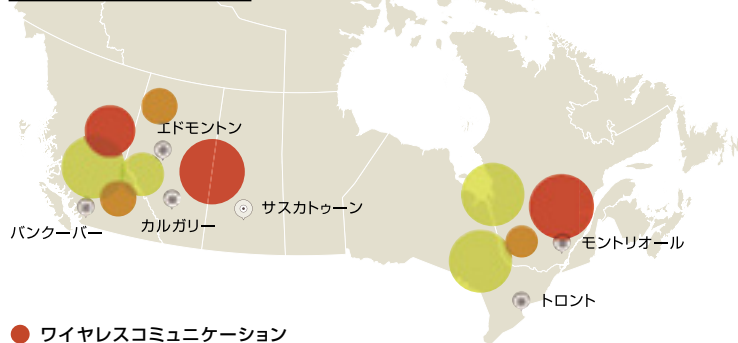 エドモントン
サスカトゥーン
カルガリー
バンクーバー
モントリオール
トロント
ワイヤレスコミュニケーション